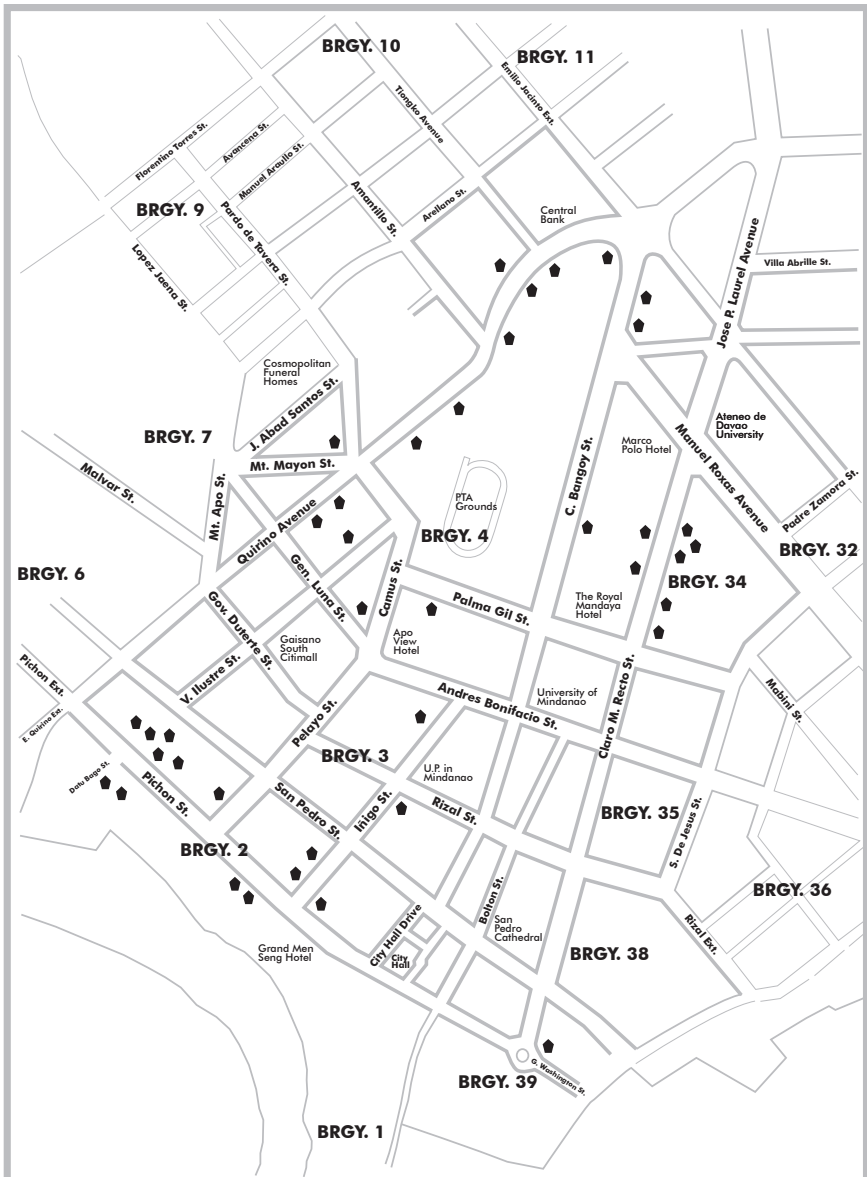 BRGY. 10
BRGY. 11
Emilio Jacinto Ext.
Tiongko Avenue
Florentino Torres St.
Avancena St.
Manuel Araullo St.
BRGY. 9
Pardo de Tavera St.
Amantillo St.
Arellano St.
Central
Bank
Lopez Jaena St.
Jose P. Laurel Avenue
Villa Abrille St.
Cosmopolitan
Funeral
Homes
J. Abad Santos St.
BRGY. 7
Mt. Mayon St.
Malvar St.
Mt. Apo St.
Quirino Avenue
PTA
Grounds
BRGY. 4
C. Bangoy St.
Marco
Polo Hotel
Ateneo de
Davao
University
Manuel Roxas Avenue
Padre Zamora St.
BRGY. 32
BRGY. 6
Gen. Luna St.
Camus St.
BRGY. 34
Gov. Duterte St.
Palma Gil St.
The Royal
Mandaya
Hotel
Gaisano
South
Citimall
Apo
View
Hotel
V. Ilustre St.
Pichon Ext.
E. Quirino Ext.
Pelayo St.
Andres Bonifacio St.
University of
Mindanao
Claro M. Recto St.
Mabini St.
BRGY. 3
U.P. in
Mindanao
Datu Bago St.
Pichon St.
San Pedro St.
Iñigo St.
Rizal St.
BRGY. 35
S. De Jesus St.
BRGY. 2
BRGY. 36
Bolton St.
San
Pedro
Cathedral
Rizal Ext.
City Hall Drive
City
Hall
Grand Men
Seng Hotel
BRGY. 38
G. Washington St.
BRGY. 39
BRGY. 1